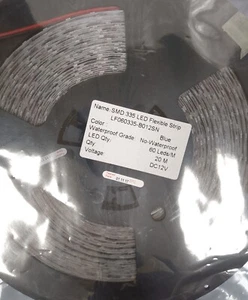 Name: SMD 335 LED Flexible Strip
LF060335-B012SN
Color: Blue
Waterproof Grade: No-Waterproof
LED Qty. 60 Leds/M
Qty 20 M
Voltage: DC12V